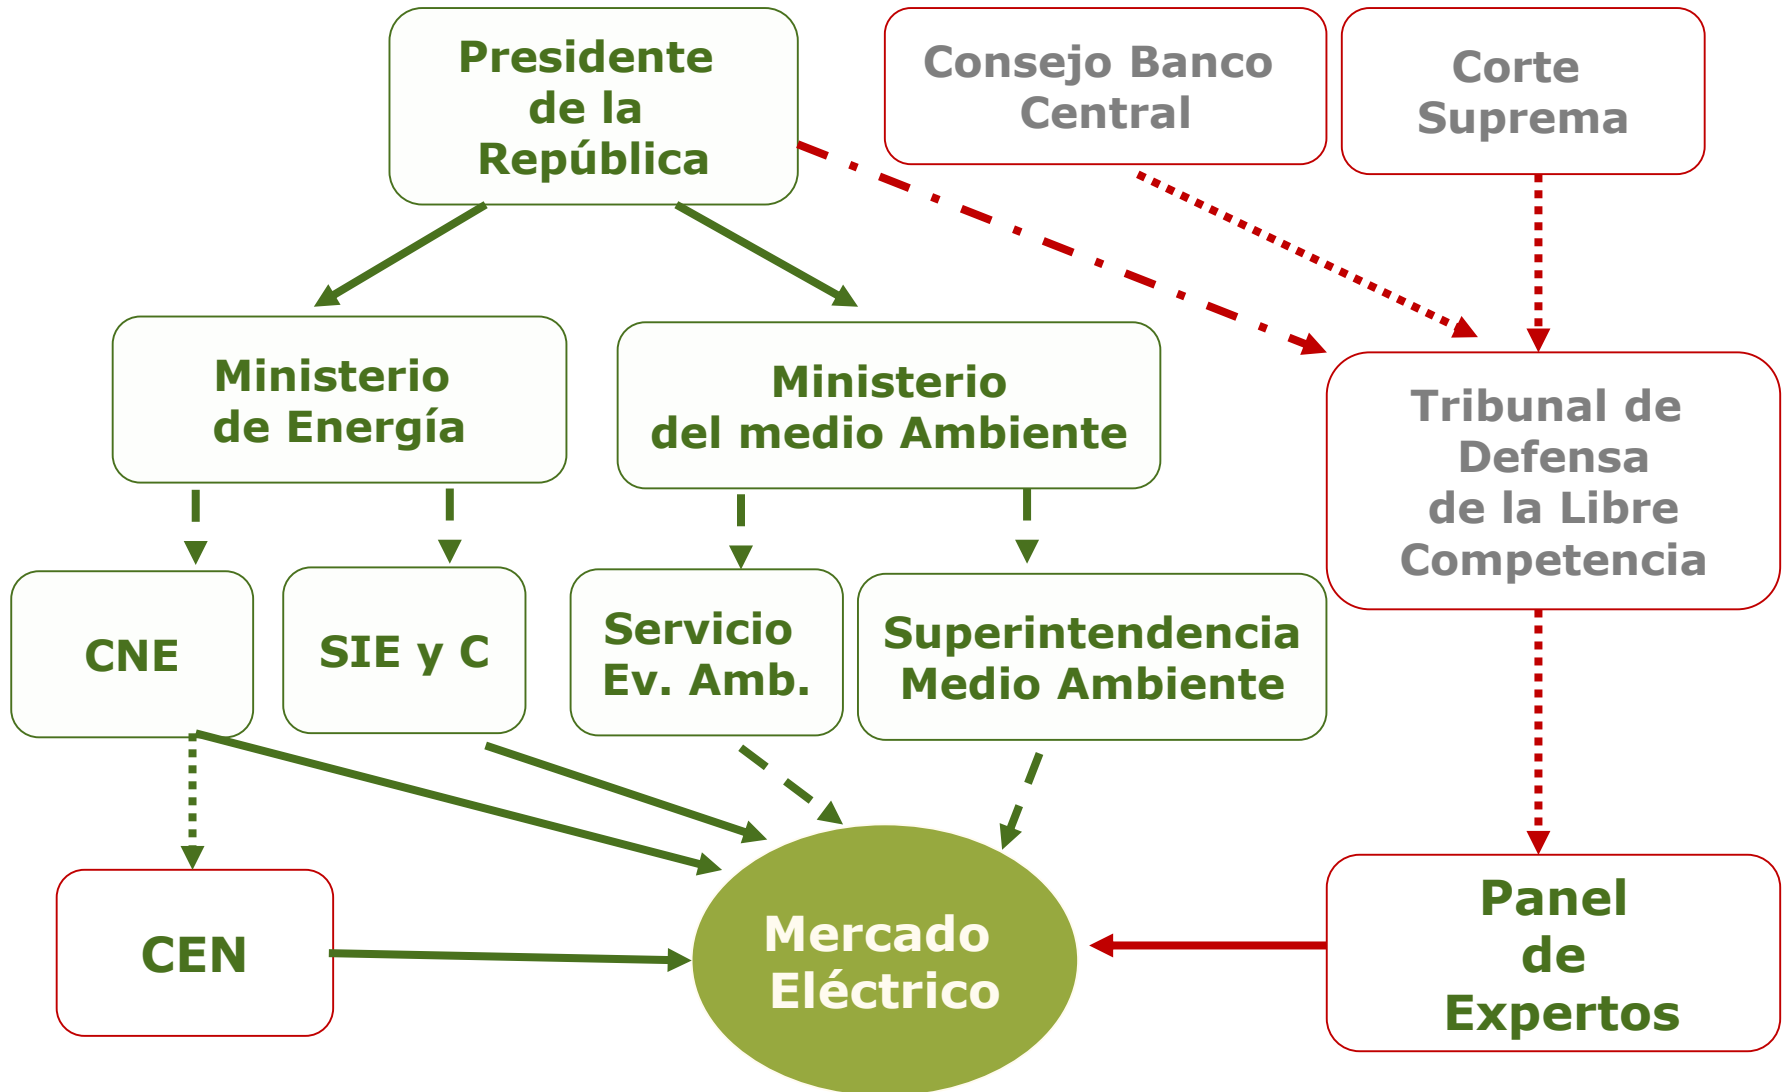 Presidente
de la
República
Consejo Banco
Central
Corte
Suprema
Ministerio
de Energía
Ministerio
del medio Ambiente
Tribunal de
Defensa
de la Libre
Competencia
CNE
SIE y C
Servicio
Ev. Amb.
Superintendencia
Medio Ambiente
CEN
Mercado
Eléctrico
Panel
de
Expertos